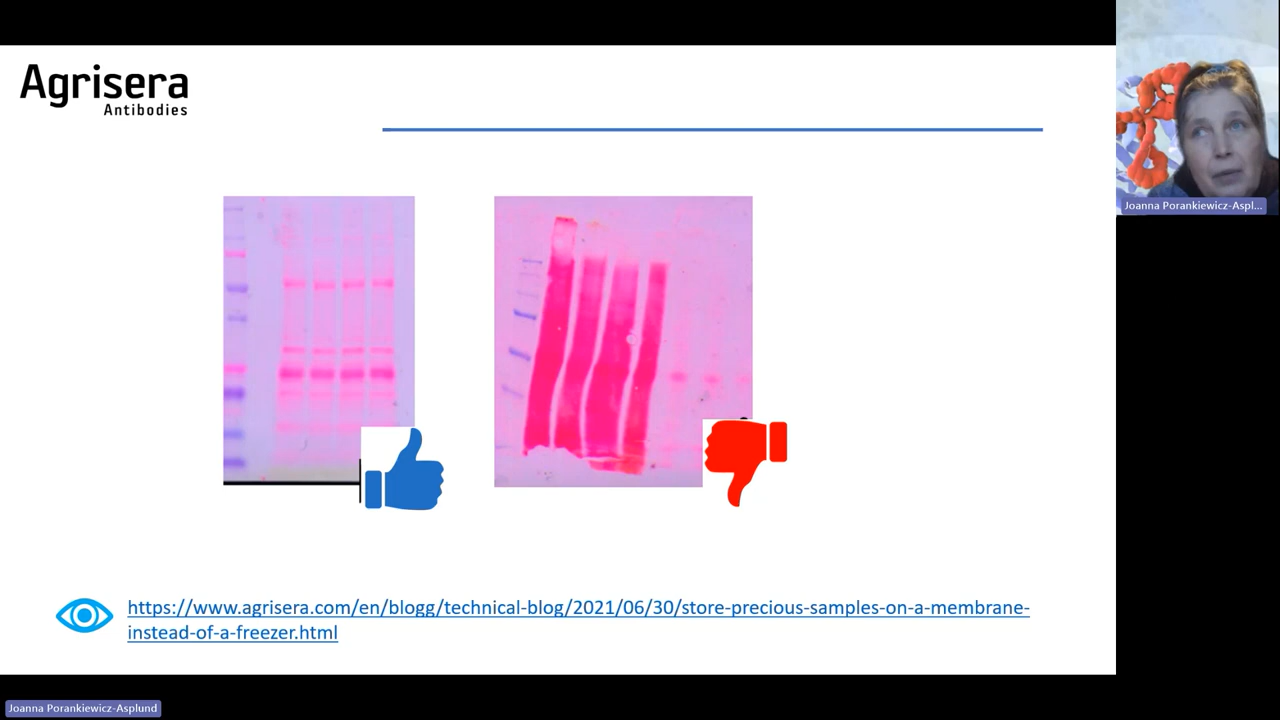 Agrisera
Antibodies
Joanna Porankiewicz-Aspl...
https://www.agrisera.com/en/blogg/technical-blog/2021/06/30/store-precious-samples-on-a-membrane-
instead-of-a-freezer.html
Joanna Porankiewicz-Asplund